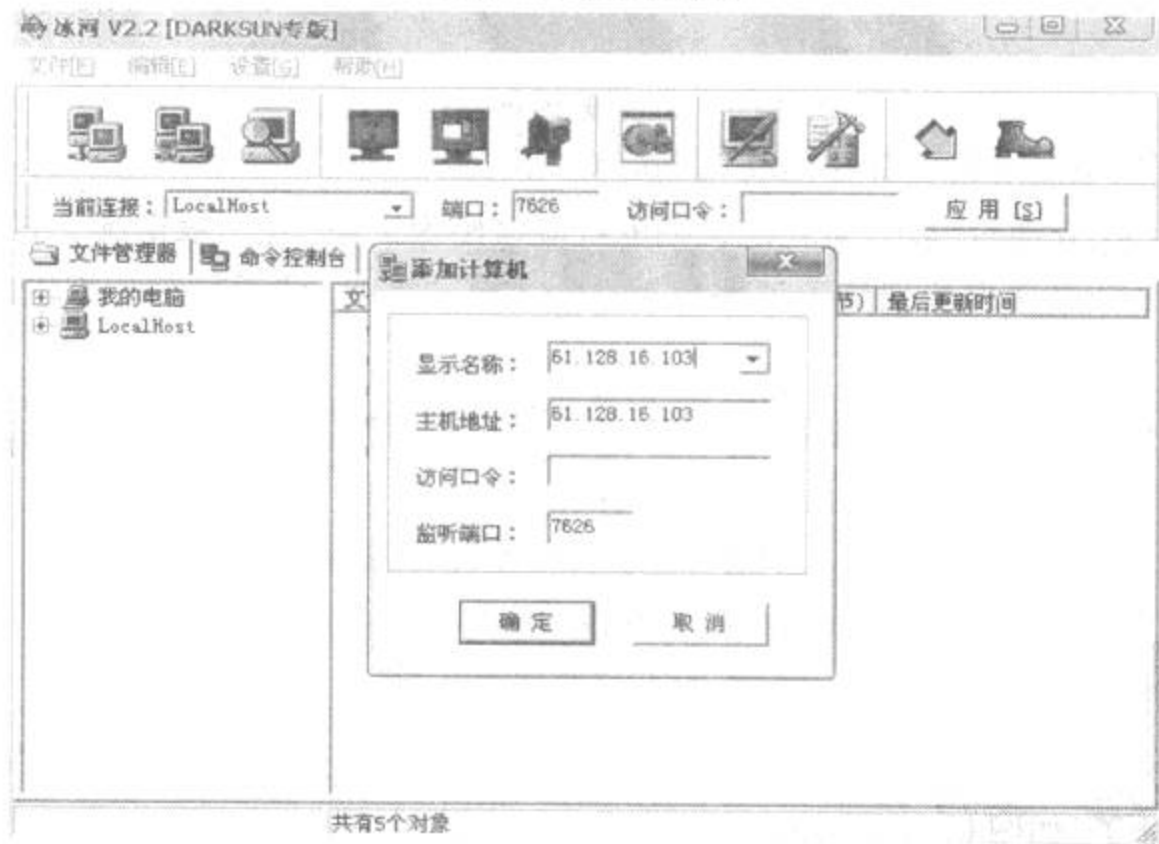 冰河 V2.2 [DARKSUN专版]
文件[F] 编辑[E] 设置[G] 帮助[H]
当前连接： LocalHost 端口： 7626 访问口令： 应 用 [S]
文件管理器 命令控制台
添加计算机
我的电脑
文 节) 最后更新时间
LocalHost
显示名称： 61.128.16.103
主机地址： 61.128.16.103
访问口令：
监听端口： 7626
确 定 取 消
共有5个对象